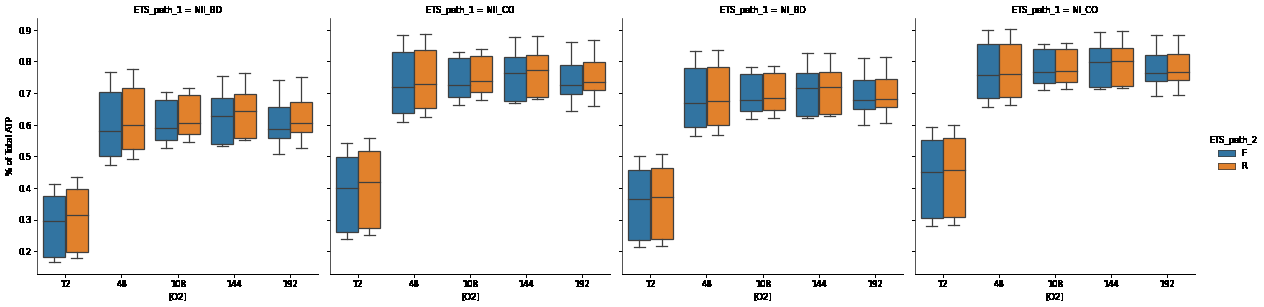 ETS_path_1 = NII_BD
ETS_path_1 = NII_CO
ETS_path_1 = NI_BD
ETS_path_1 = NI_CO
% of Total ATP
0.9
0.8
0.7
0.6
0.5
0.4
0.3
0.2
12 48 108 144 192
12 48 108 144 192
12 48 108 144 192
12 48 108 144 192
[O2]
[O2]
[O2]
[O2]
ETS_path_2
F
R